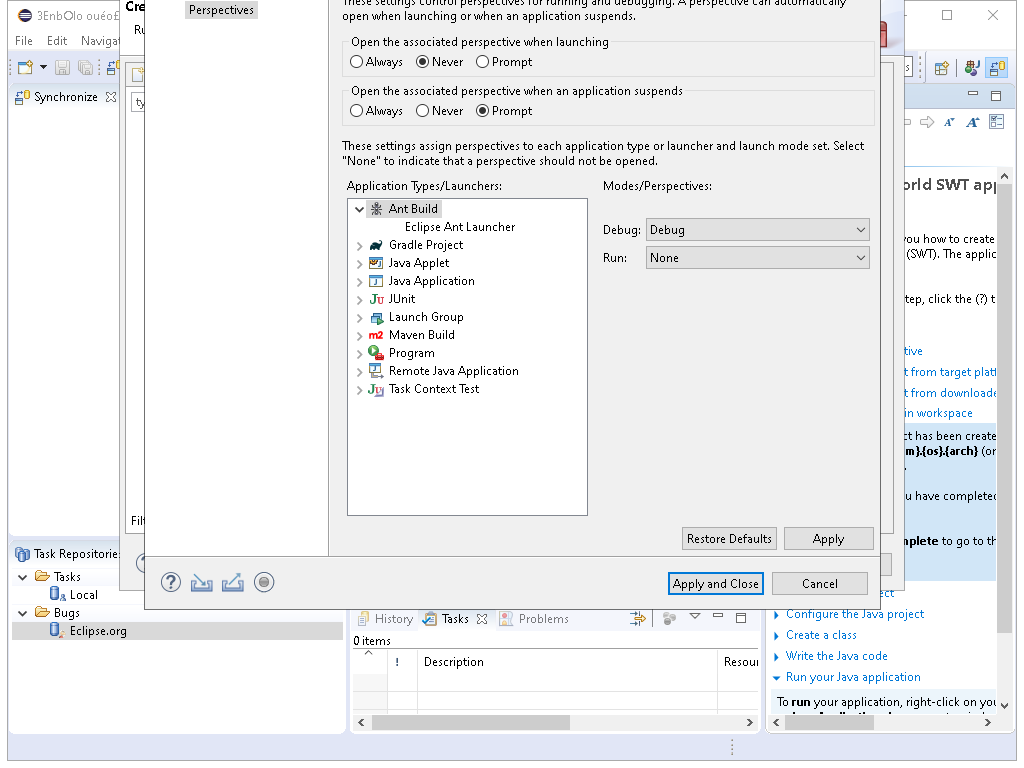 3EnbOlo ouéo
Cre
Perspectives
These settings control perspectives for running and debugging. A perspective can automatically
open when launching or when an application suspends.
File Edit Navigat
Ru
Open the associated perspective when launching
Always Never Prompt
Open the associated perspective when an application suspends
Always Never Prompt
Synchronize
ty
These settings assign perspectives to each application type or launcher and launch mode set. Select
"None" to indicate that a perspective should not be opened.
Application Types/Launchers:
Modes/Perspectives:
Ant Build
Eclipse Ant Launcher
Gradle Project
Java Applet
Java Application
JUnit
Launch Group
Maven Build
Program
Remote Java Application
Task Context Test
Debug: Debug
Run: None
Restore Defaults Apply
Apply and Close Cancel
Filt
orld SWT app
you how to create
(SWT). The applic
tep, click the (?) t
tive
t from target platf
t from downloade
in workspace
ct has been create
m}.{os}.{arch} (or
u have completed
mplete to go to th
ect
Configure the Java project
Create a class
Write the Java code
Run your Java application
To run your application, right-click on you
Task Repositories
Tasks
Local
Bugs
Eclipse.org
History Tasks Problems
0 items
! Description Resour